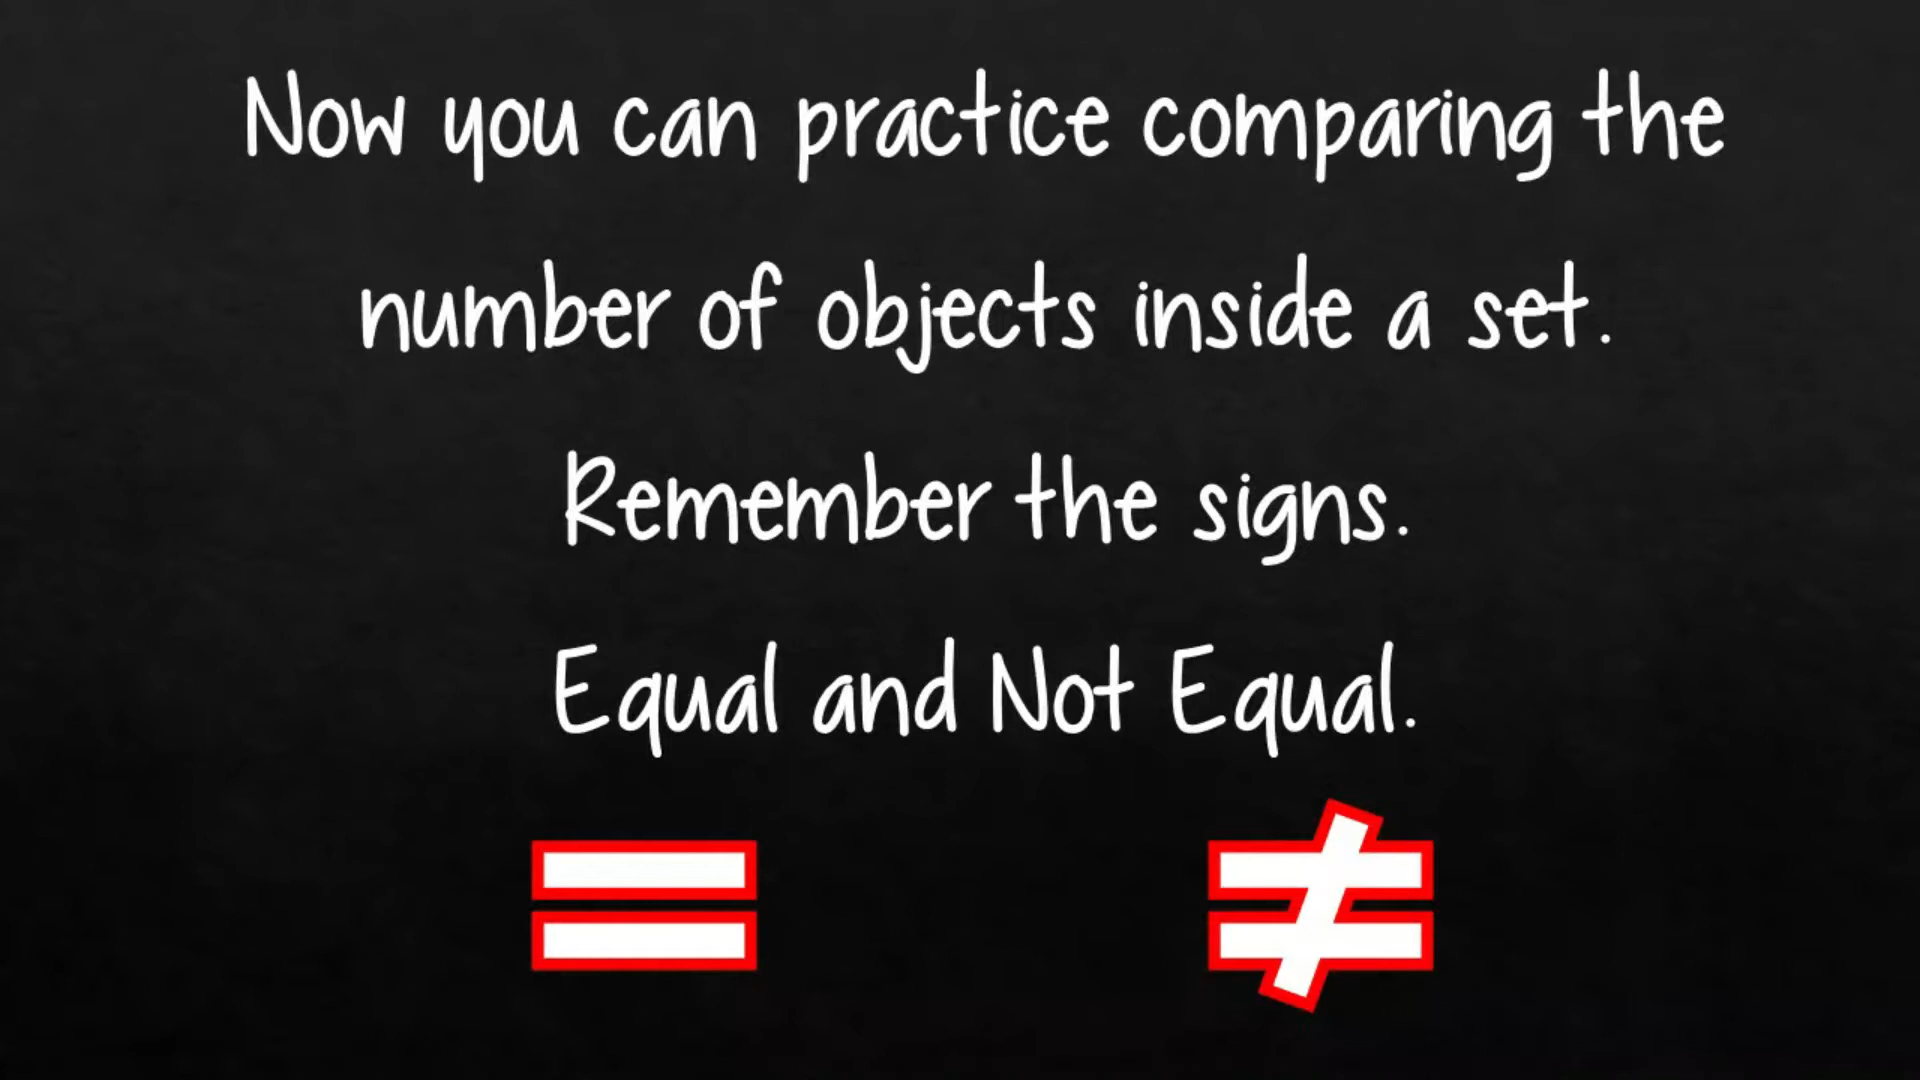 Now you can practice comparing the
number of objects inside a set.
Remember the signs.
Equal and Not Equal.
= ≠